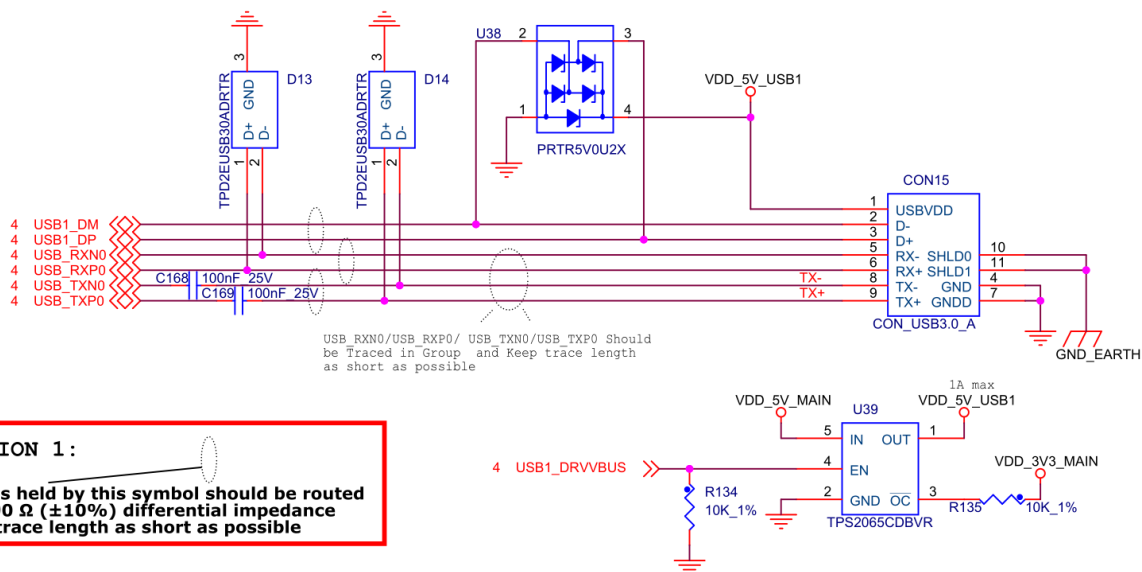 U38
2
3
VDD_5V_USB1
3
GND
D+
D-
1
2
D13
TPD2EUSB30ADRTR
3
GND
D+
D-
1
2
D14
TPD2EUSB30ADRTR
1
4
PRTR5V0U2X
CON15
4 USB1_DM
4 USB1_DP
4 USB_RXN0
4 USB_RXP0
4 USB_TXN0
4 USB_TXP0
C168 100nF_25V
C169 100nF_25V
TX-
TX+
1 USBVDD
2 D-
3 D+
5 RX- SHLD0 10
6 RX+ SHLD1 11
8 TX- GND 4
9 TX+ GNDD 7
CON_USB3.0_A
GND_EARTH
USB_RXN0/USB_RXP0/ USB_TXN0/USB_TXP0 Should
be Traced in Group and Keep trace length
as short as possible
ION 1:
s held by this symbol should be routed
0 Ω (±10%) differential impedance
trace length as short as possible
1A max
VDD_5V_MAIN
U39
VDD_5V_USB1
5 IN OUT 1
4 USB1_DRVVBUS
4 EN
VDD_3V3_MAIN
2 GND OC 3
R134
10K_1%
R135
10K_1%
TPS2065CDBVR